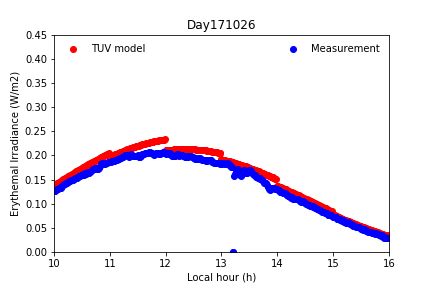 Day171026
TUV model
Measurement
Erythemal Irradiance (W/m2)
0.45
0.40
0.35
0.30
0.25
0.20
0.15
0.10
0.05
0.00
10 11 12 13 14 15 16
Local hour (h)